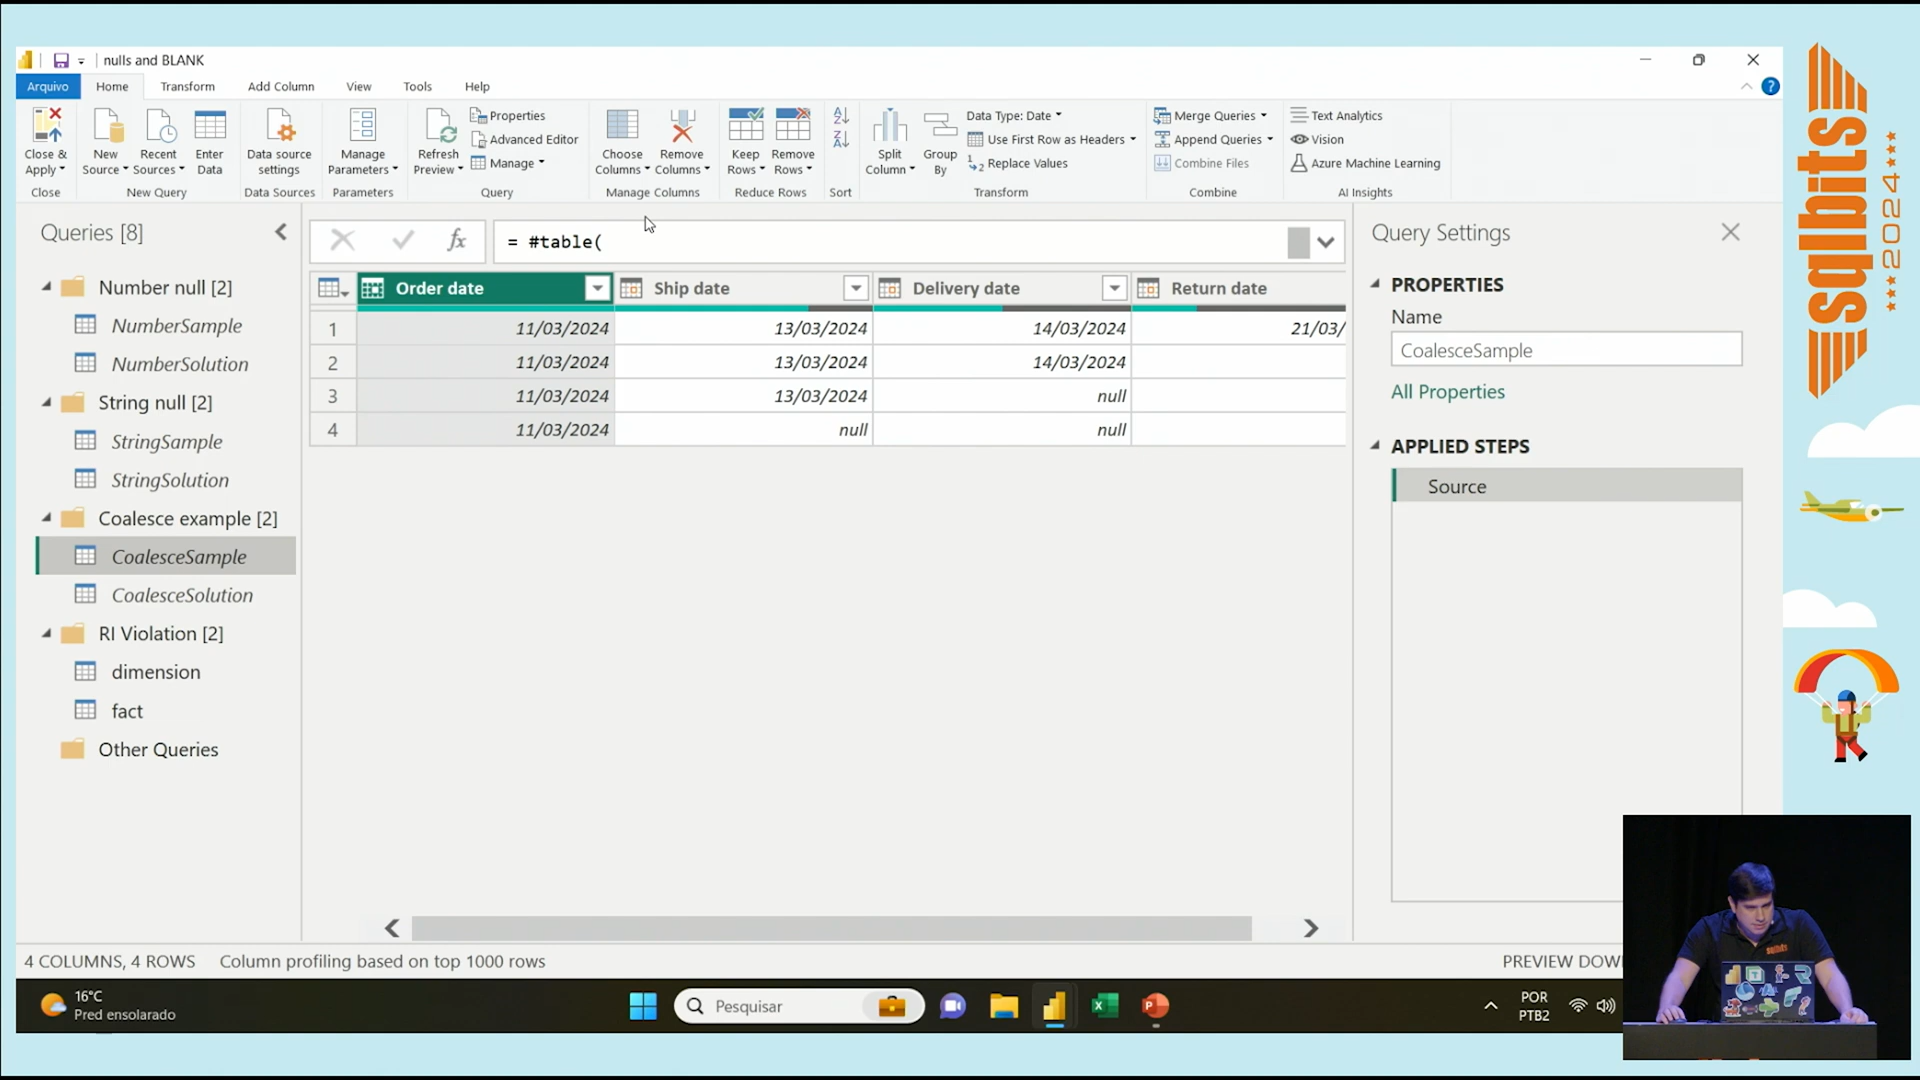 nulls and BLANK
Arquivo Home Transform Add Column View Tools Help
Close & Apply
New Source
Recent Sources
Enter Data
Data source settings
Manage Parameters
Refresh Preview
Properties
Advanced Editor
Manage
Choose Columns
Remove Columns
Keep Rows
Remove Rows
Split Column
Group By
Data Type: Date
Use First Row as Headers
Replace Values
Merge Queries
Append Queries
Combine Files
Text Analytics
Vision
Azure Machine Learning
Close New Query Data Sources Parameters Query Manage Columns Reduce Rows Sort Transform Combine AI Insights
Queries [8]
Number null [2]
NumberSample
NumberSolution
String null [2]
StringSample
StringSolution
Coalesce example [2]
CoalesceSample
CoalesceSolution
RI Violation [2]
dimension
fact
Other Queries
fx = #table(
Order date Ship date Delivery date Return date
1 11/03/2024 13/03/2024 14/03/2024 21/03/
2 11/03/2024 13/03/2024 14/03/2024
3 11/03/2024 13/03/2024 null
4 11/03/2024 null null
Query Settings
PROPERTIES
Name
CoalesceSample
All Properties
APPLIED STEPS
Source
4 COLUMNS, 4 ROWS Column profiling based on top 1000 rows PREVIEW DOW
16°C
Pred ensolarado
Pesquisar
POR
PTB2
sqlbits
2024
sqlbits